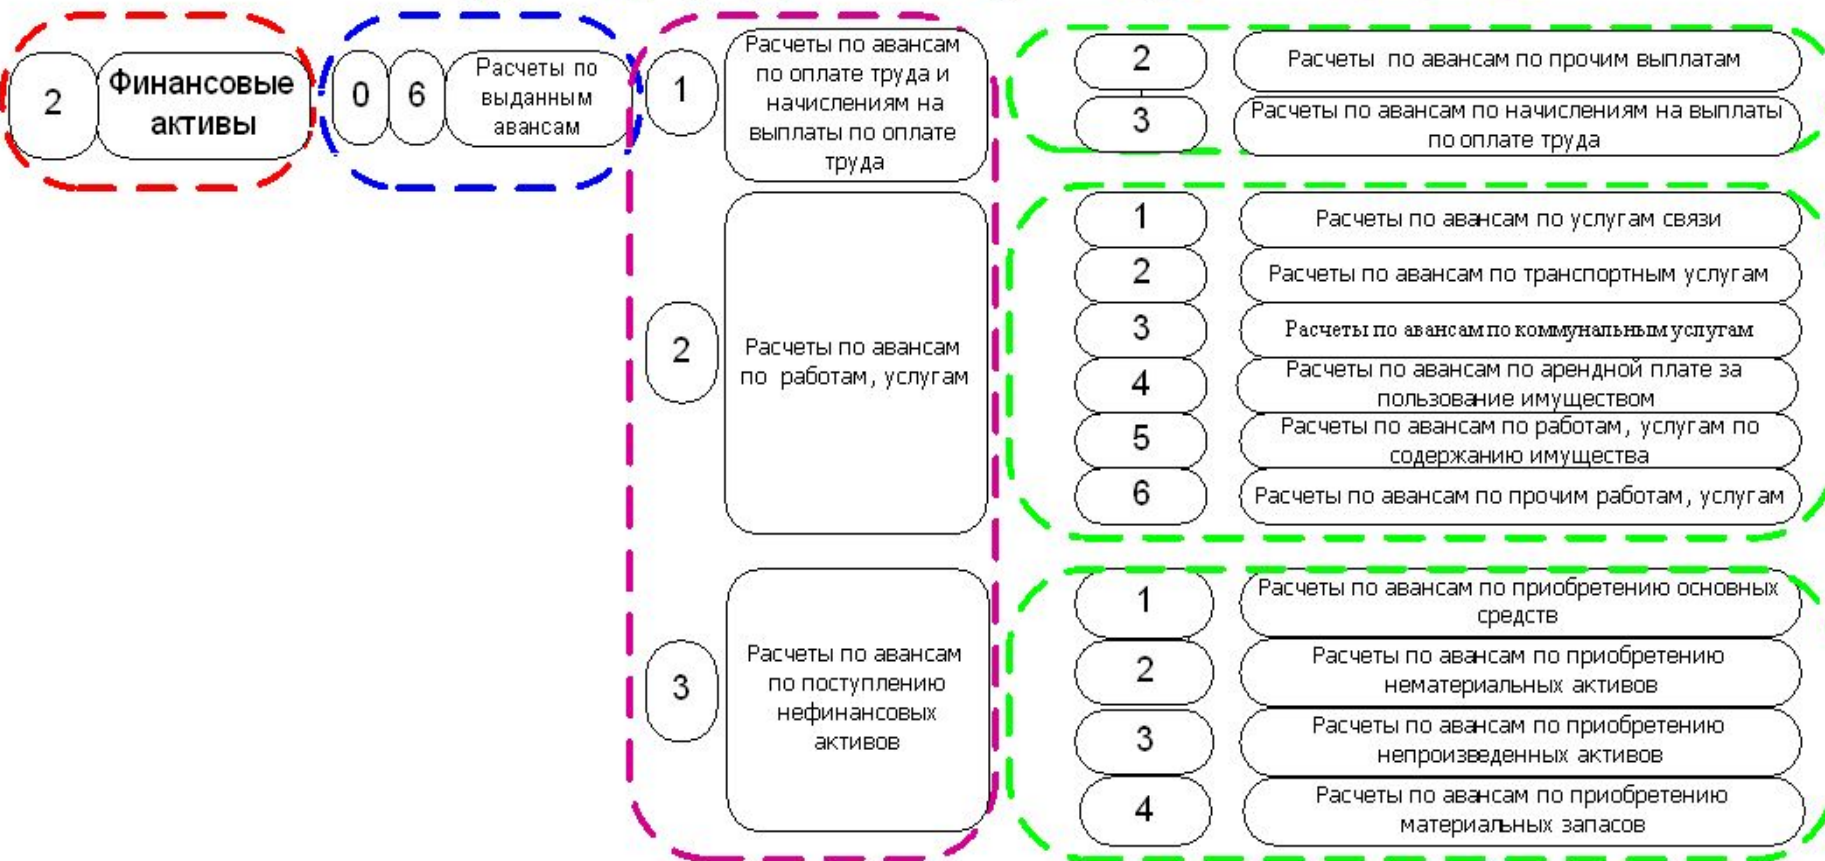 2
Финансовые
активы
0
6
Расчеты по
выданным
авансам
1
Расчеты по авансам
по оплате труда и
начислениям на
выплаты по оплате
труда
2
Расчеты по авансам по прочим выплатам
3
Расчеты по авансам по начислениям на выплаты
по оплате труда
2
Расчеты по авансам
по работам, услугам
1
Расчеты по авансам по услугам связи
2
Расчеты по авансам по транспортным услугам
3
Расчеты по авансам по коммунальным услугам
4
Расчеты по авансам по арендной плате за
пользование имуществом
5
Расчеты по авансам по работам, услугам по
содержанию имущества
6
Расчеты по авансам по прочим работам, услугам
3
Расчеты по авансам
по поступлению
нефинансовых
активов
1
Расчеты по авансам по приобретению основных
средств
2
Расчеты по авансам по приобретению
нематериальных активов
3
Расчеты по авансам по приобретению
непроизведенных активов
4
Расчеты по авансам по приобретению
материальных запасов